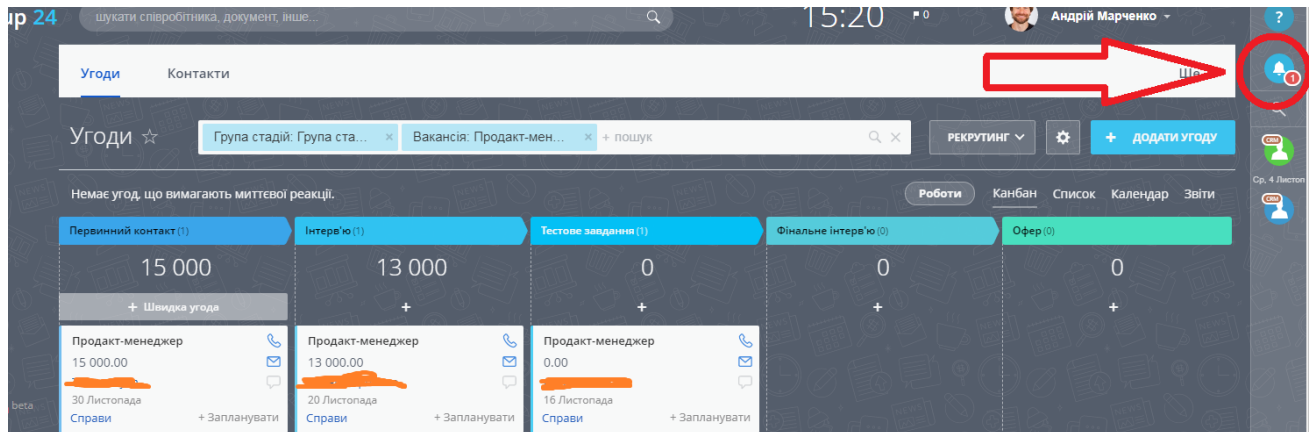 up 24
шукати співробітника, документ, інше...
15:20
0
Андрій Марченко
?
Угоди
Контакти
Ще
1
Угоди
Група стадій: Група ста... ×
Вакансія: Продакт-мен... ×
+ пошук
РЕКРУТИНГ
+ ДОДАТИ УГОДУ
CRM
Ср, 4 Листоп
CRM
Немає угод, що вимагають миттєвої реакції.
Роботи
Канбан
Список
Календар
Звіти
Первинний контакт (1)
Інтерв'ю (1)
Тестове завдання (1)
Фінальне інтерв'ю (0)
Офер (0)
15 000
13 000
0
0
0
+ Швидка угода
+
+
+
+
Продакт-менеджер
15 000.00
30 Листопада
Справи
+ Запланувати
Продакт-менеджер
13 000.00
20 Листопада
Справи
+ Запланувати
Продакт-менеджер
0.00
16 Листопада
Справи
+ Запланувати
beta